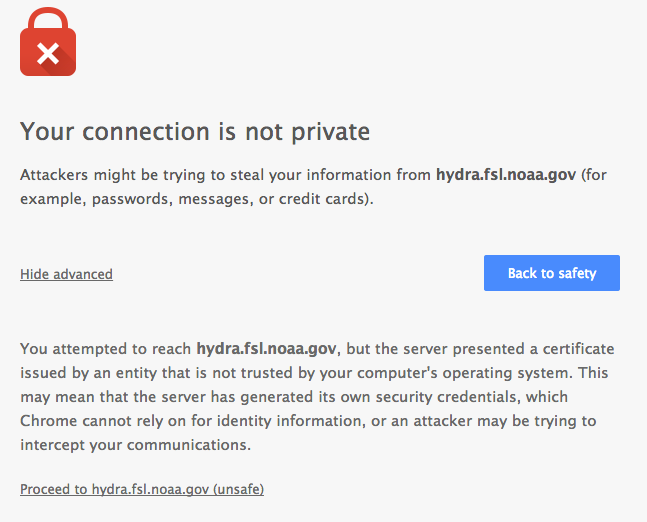 Your connection is not private
Attackers might be trying to steal your information from hydra.fsl.noaa.gov (for
example, passwords, messages, or credit cards).
Hide advanced
Back to safety
You attempted to reach hydra.fsl.noaa.gov, but the server presented a certificate
issued by an entity that is not trusted by your computer's operating system. This
may mean that the server has generated its own security credentials, which
Chrome cannot rely on for identity information, or an attacker may be trying to
intercept your communications.
Proceed to hydra.fsl.noaa.gov (unsafe)